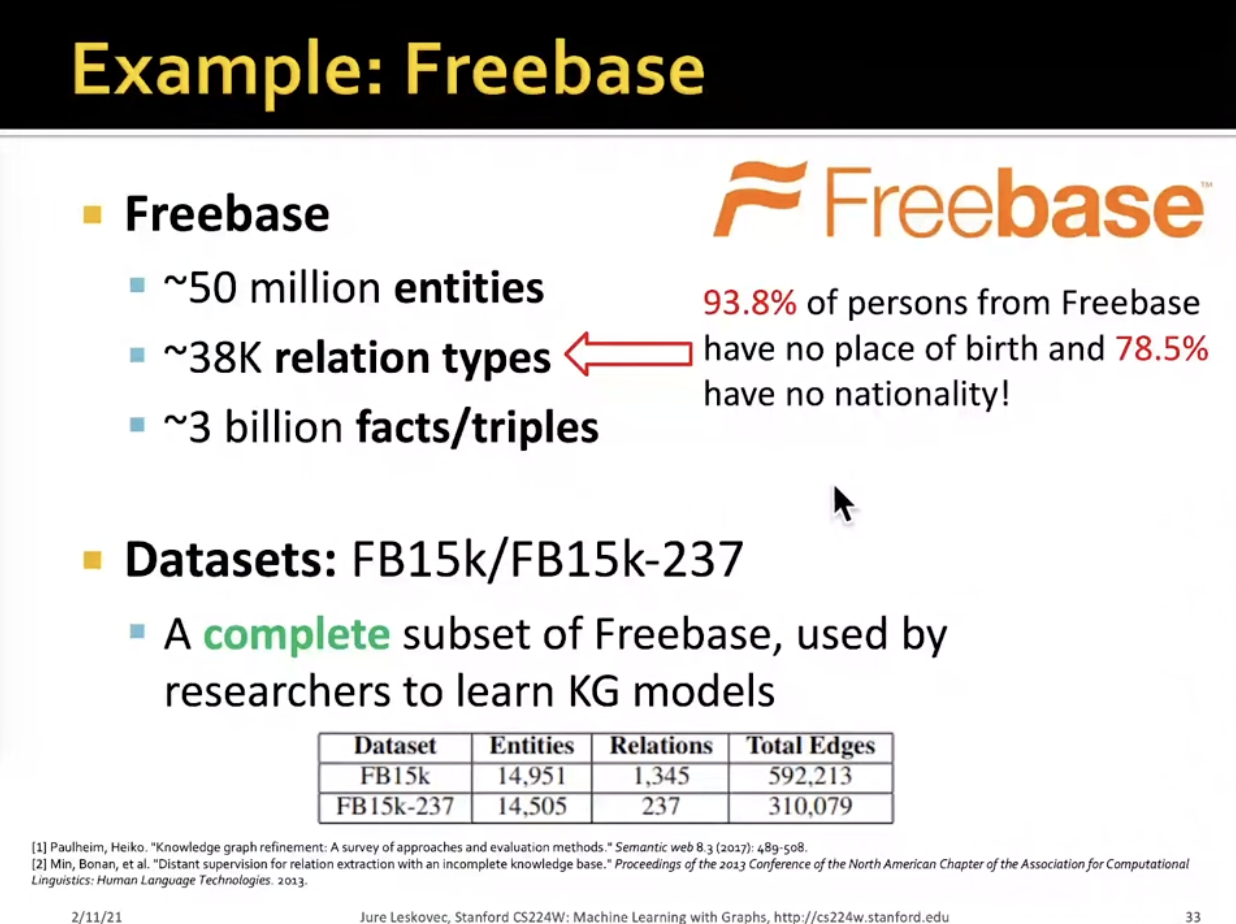 Example: Freebase
Freebase™
Freebase
~50 million entities
~38K relation types
~3 billion facts/triples
93.8% of persons from Freebase
have no place of birth and 78.5%
have no nationality!
Datasets: FB15k/FB15k-237
A complete subset of Freebase, used by
researchers to learn KG models
Dataset Entities Relations Total Edges
FB15k 14,951 1,345 592,213
FB15k-237 14,505 237 310,079
[1] Paulheim, Heiko. "Knowledge graph refinement: A survey of approaches and evaluation methods." Semantic web 8.3 (2017): 489-508.
[2] Min, Bonan, et al. "Distant supervision for relation extraction with an incomplete knowledge base." Proceedings of the 2013 Conference of the North American Chapter of the Association for Computational
Linguistics: Human Language Technologies. 2013.
2/11/21 Jure Leskovec, Stanford CS224W: Machine Learning with Graphs, http://cs224w.stanford.edu 33